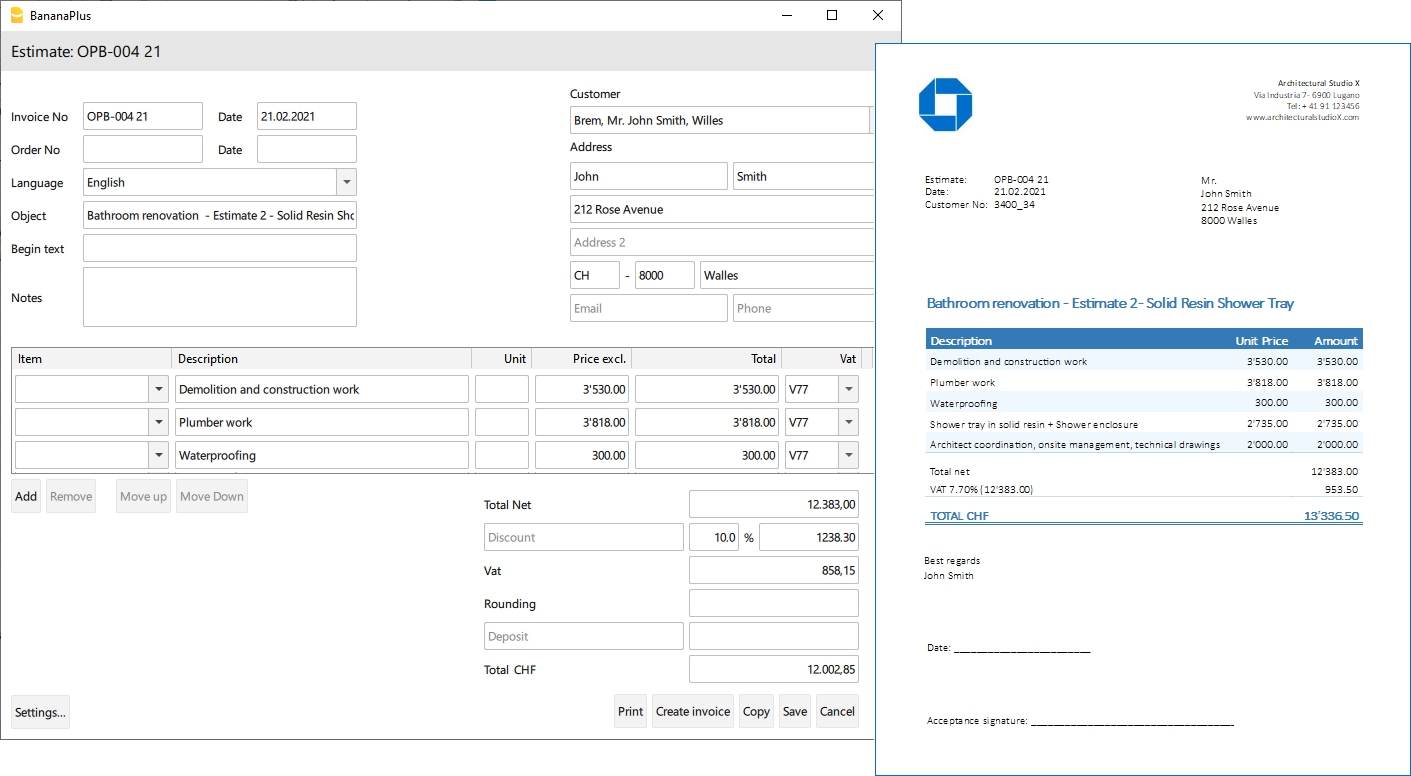 BananaPlus
Estimate: OPB-004 21
Invoice No OPB-004 21 Date 21.02.2021
Order No Date
Language English
Object Bathroom renovation - Estimate 2 - Solid Resin Sho
Begin text
Notes
Customer
Brem, Mr. John Smith, Willes
Address
John Smith
212 Rose Avenue
Address 2
CH - 8000 Walles
Email Phone
Item Description Unit Price excl. Total Vat
Demolition and construction work 3'530.00 3'530.00 V77
Plumber work 3'818.00 3'818.00 V77
Waterproofing 300.00 300.00 V77
Add Remove Move up Move Down
Total Net 12.383,00
Discount 10.0 % 1238.30
Vat 858,15
Rounding
Deposit
Total CHF 12.002,85
Settings... Print Create invoice Copy Save Cancel
Architectural Studio X
Via Industria 7- 6900 Lugano
Tel: + 41 91 123456
www.architecturalstudioX.com
Estimate: OPB-004 21
Date: 21.02.2021
Customer No: 3400_34
Mr.
John Smith
212 Rose Avenue
8000 Walles
Bathroom renovation - Estimate 2- Solid Resin Shower Tray
Description Unit Price Amount
Demolition and construction work 3'530.00 3'530.00
Plumber work 3'818.00 3'818.00
Waterproofing 300.00 300.00
Shower tray in solid resin + Shower enclosure 2'735.00 2'735.00
Architect coordination, onsite management, technical drawings 2'000.00 2'000.00
Total net 12'383.00
VAT 7.70% (12'383.00) 953.50
TOTAL CHF 13'336.50
Best regards
John Smith
Date: ________________________
Acceptance signature: ____________________________________